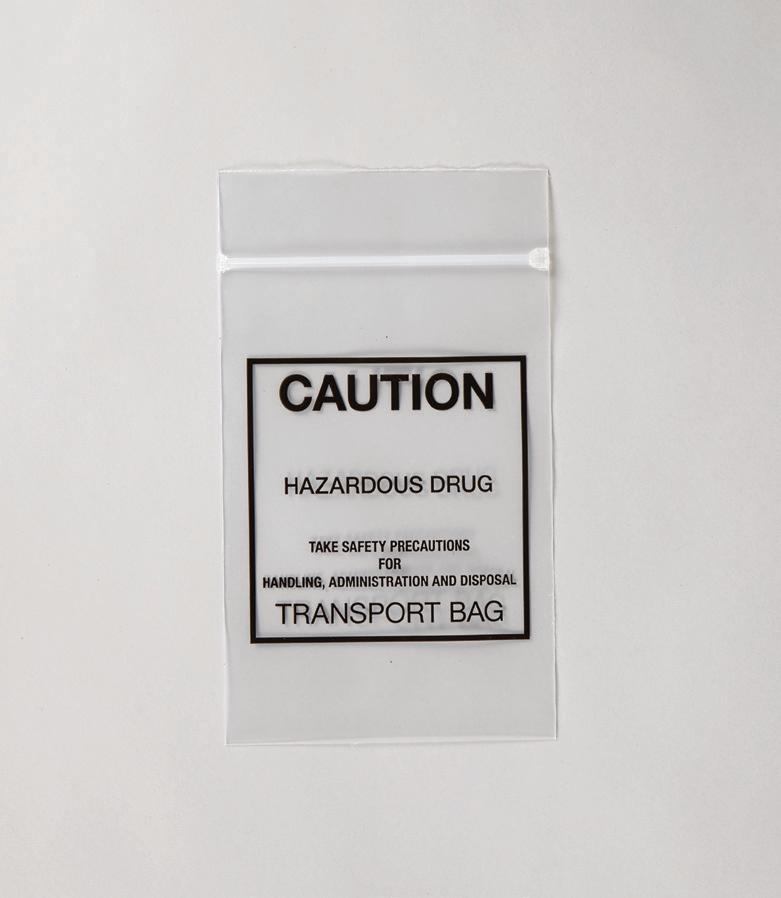 CAUTION
HAZARDOUS DRUG
TAKE SAFETY PRECAUTIONS
FOR
HANDLING, ADMINISTRATION AND DISPOSAL
TRANSPORT BAG